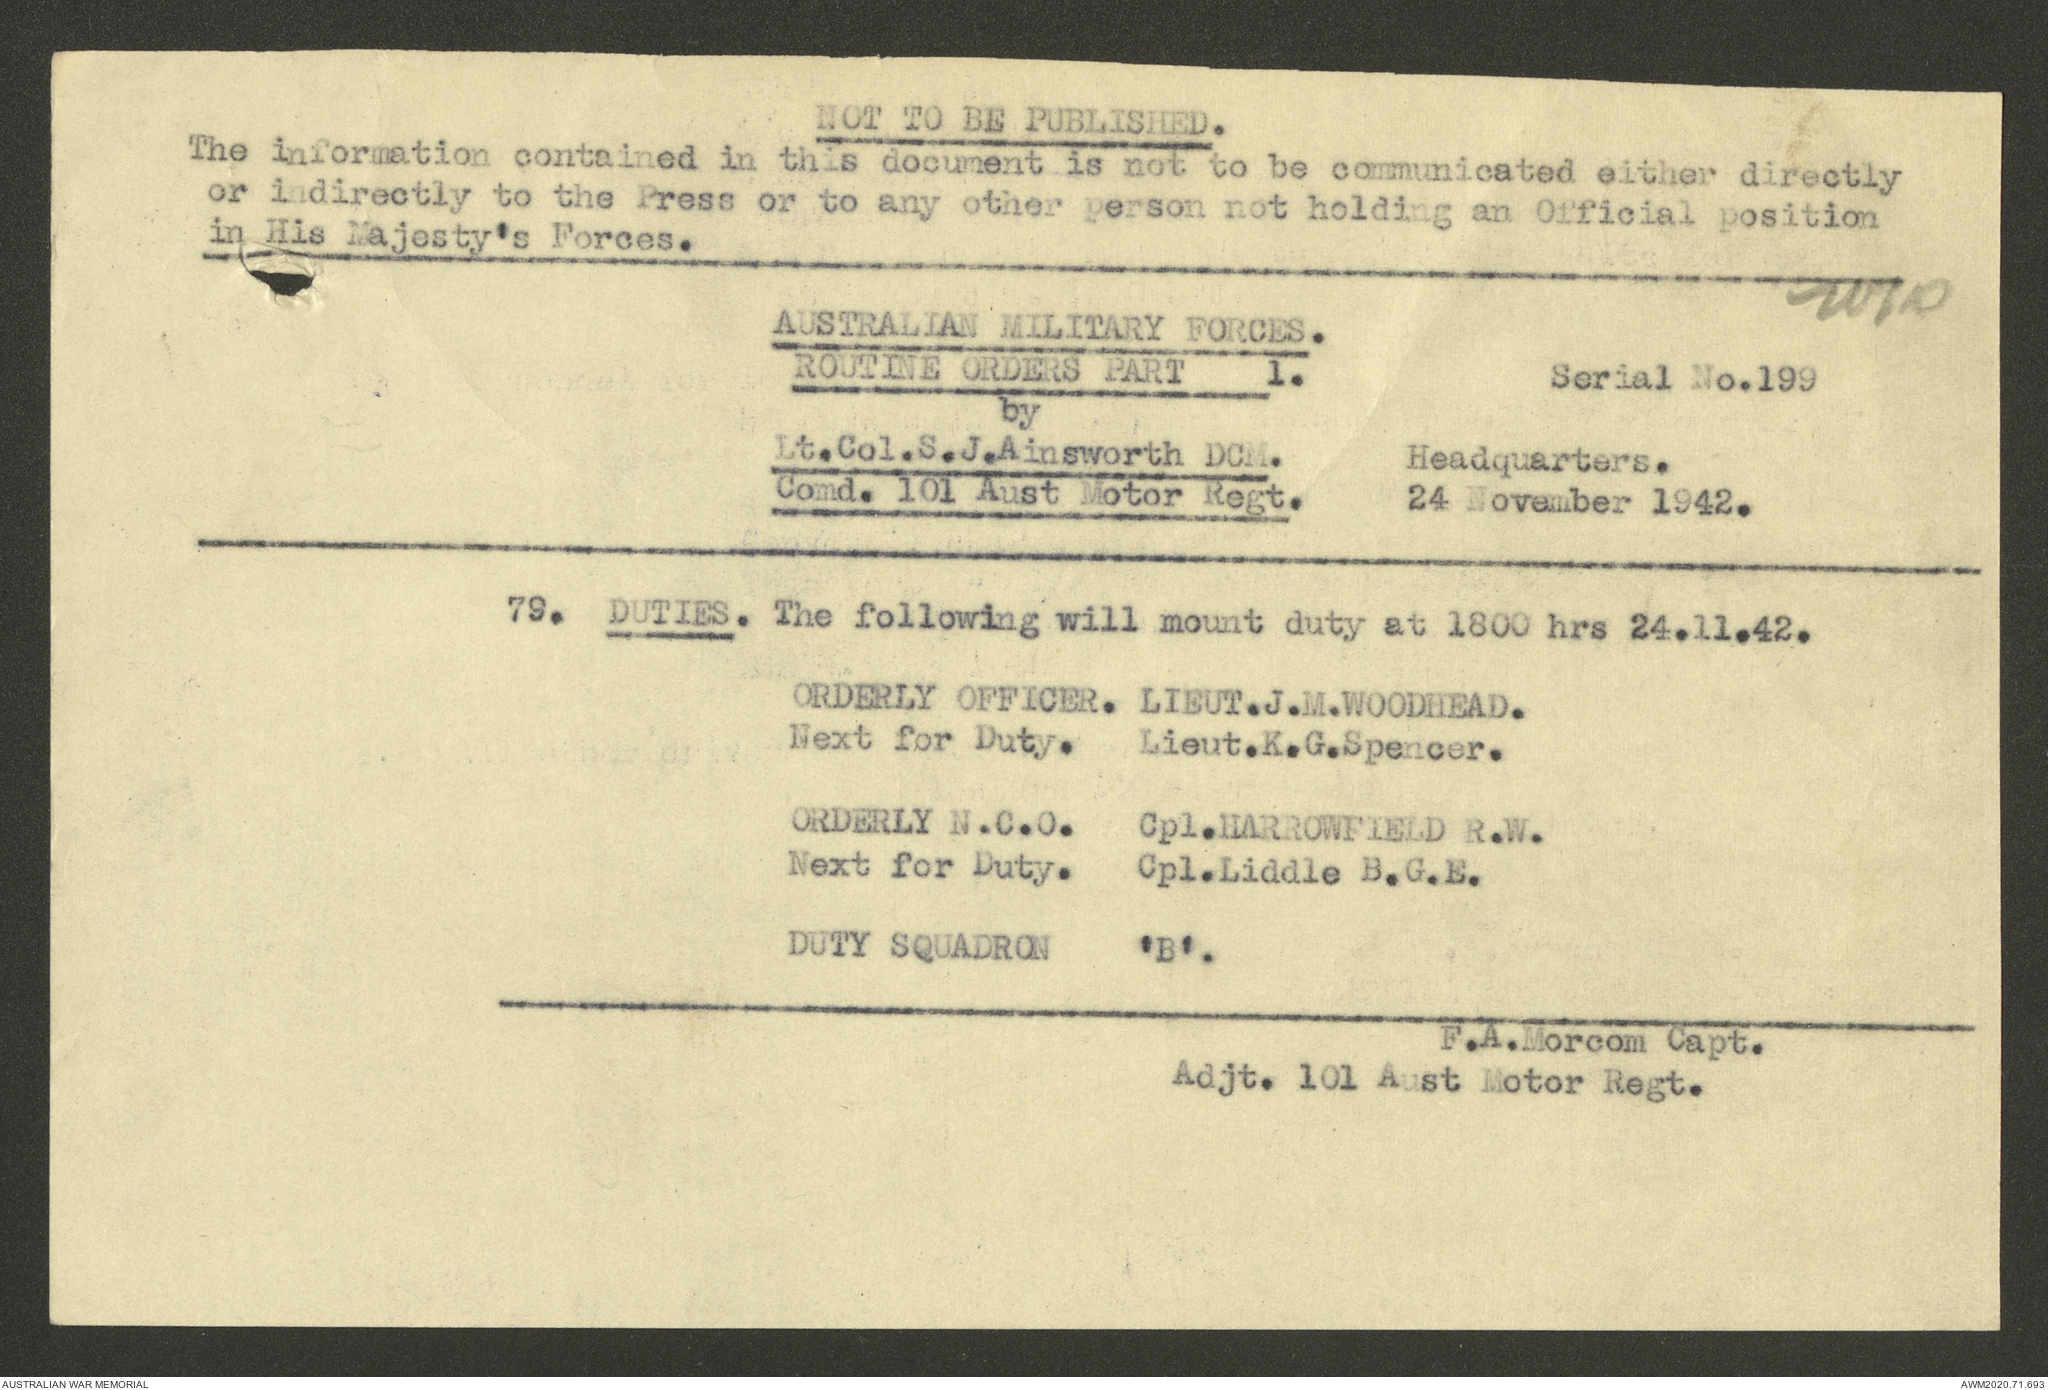 NOT TO BE PUBLISHED.
The information contained in this document is not to be communicated either directly
or indirectly to the Press or to any other person not holding an Official position
in His Majesty's Forces.
AUSTRALIAN MILITARY FORCES.
ROUTINE ORDERS PART 1. Serial No.199
by
Lt.Col.S.J.Ainsworth DCM. Headquarters.
Comd. 101 Aust Motor Regt. 24 November 1942.
79. DUTIES. The following will mount duty at 1800 hrs 24.11.42.
ORDERLY OFFICER. LIEUT.J.M.WOODHEAD.
Next for Duty. Lieut.K.G.Spencer.
ORDERLY N.C.O. Cpl.HARROWFIELD R.W.
Next for Duty. Cpl.Liddle B.G.E.
DUTY SQUADRON 'B'.
F.A.Morcom Capt.
Adjt. 101 Aust Motor Regt.
AUSTRALIAN WAR MEMORIAL AWM2020.71.693